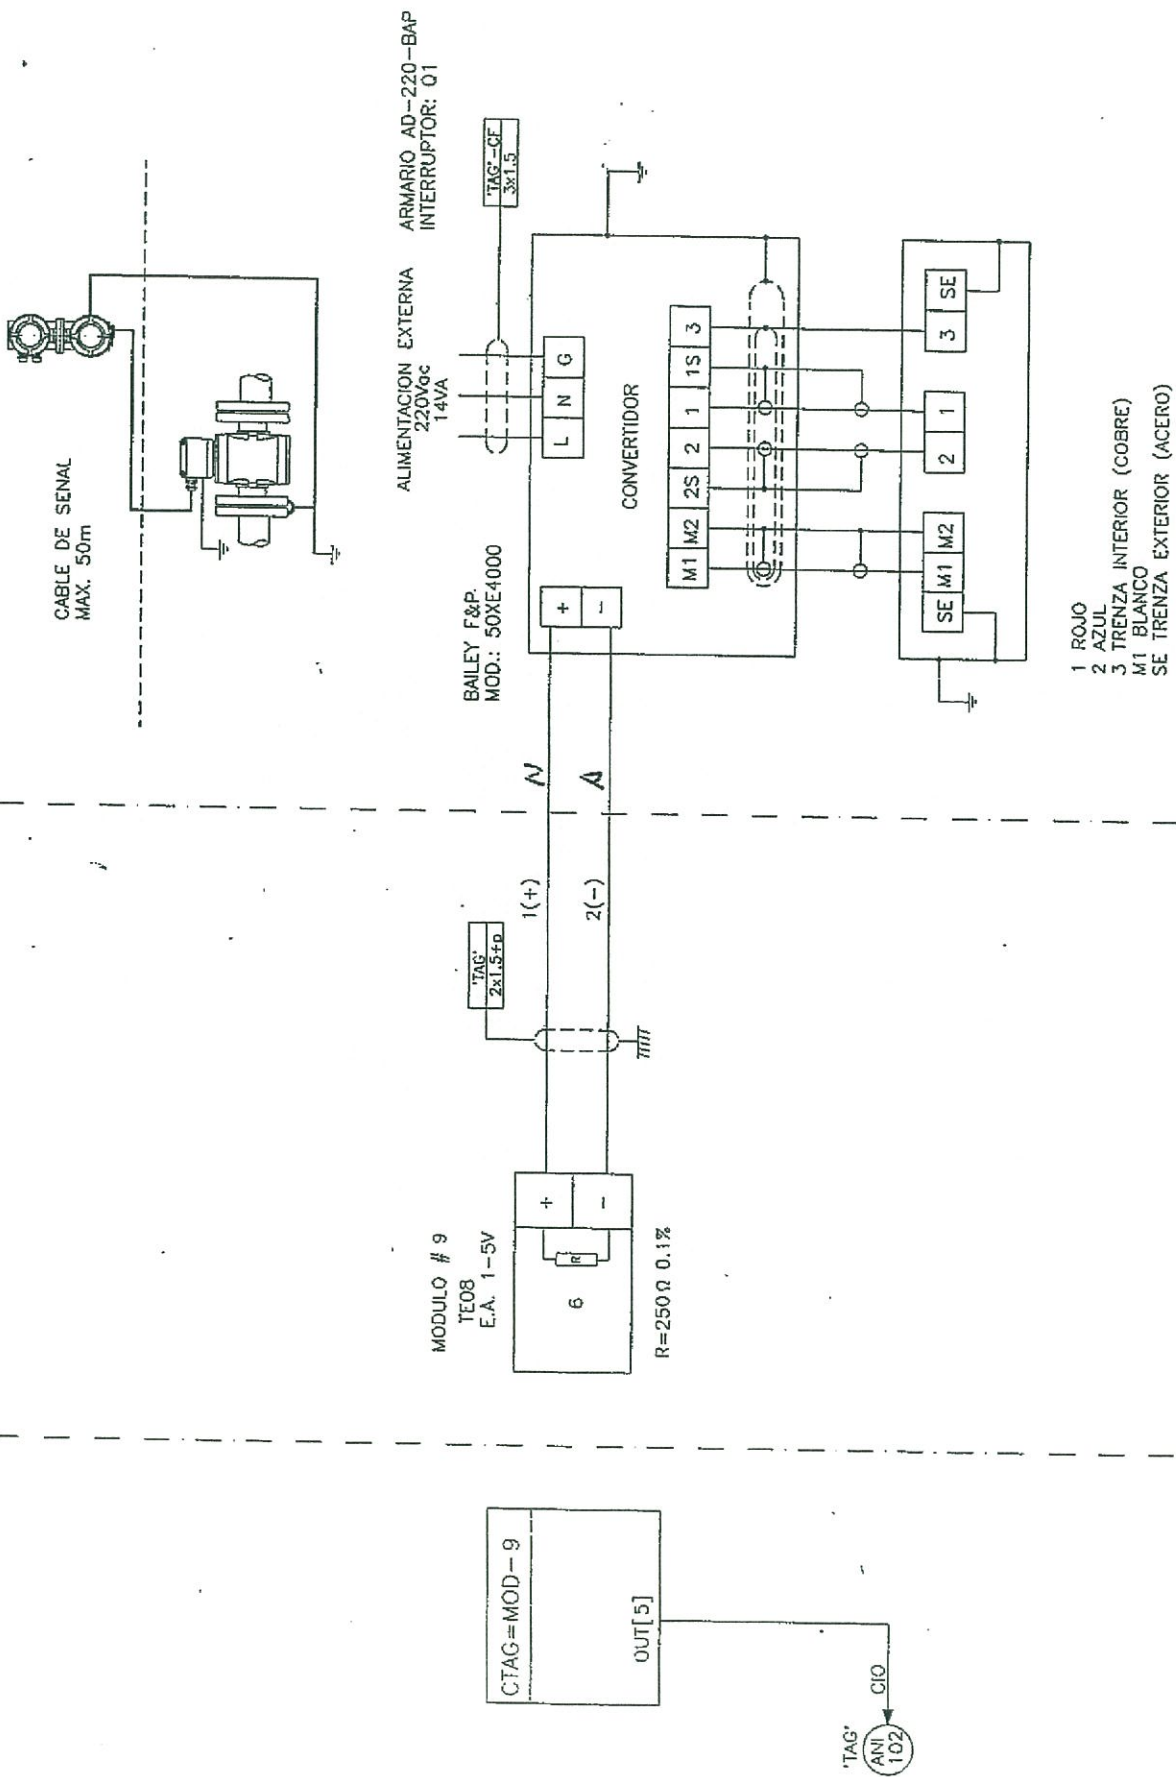 CTAG=MOD-9
OUT[5]
CIO
'TAG'
ANI
102
MODULO # 9
TE08
E.A. 1-5V
+
-
R
6
R=250Ω 0.1%
'TAG'
2x1.5+p
1(+)
2(-)
N
A
CABLE DE SENAL
MAX. 50m
BAILEY F&P.
MOD.: 50XE4000
ALIMENTACION EXTERNA
220Vac
14VA
ARMARIO AD-220-BAP
INTERRUPTOR: Q1
'TAG'-CF
3x1.5
+
-
L N G
CONVERTIDOR
M1 M2 2S 2 1 1S 3
SE M1 M2 2 1 3 SE
1 ROJO
2 AZUL
3 TRENZA INTERIOR (COBRE)
M1 BLANCO
SE TRENZA EXTERIOR (ACERO)